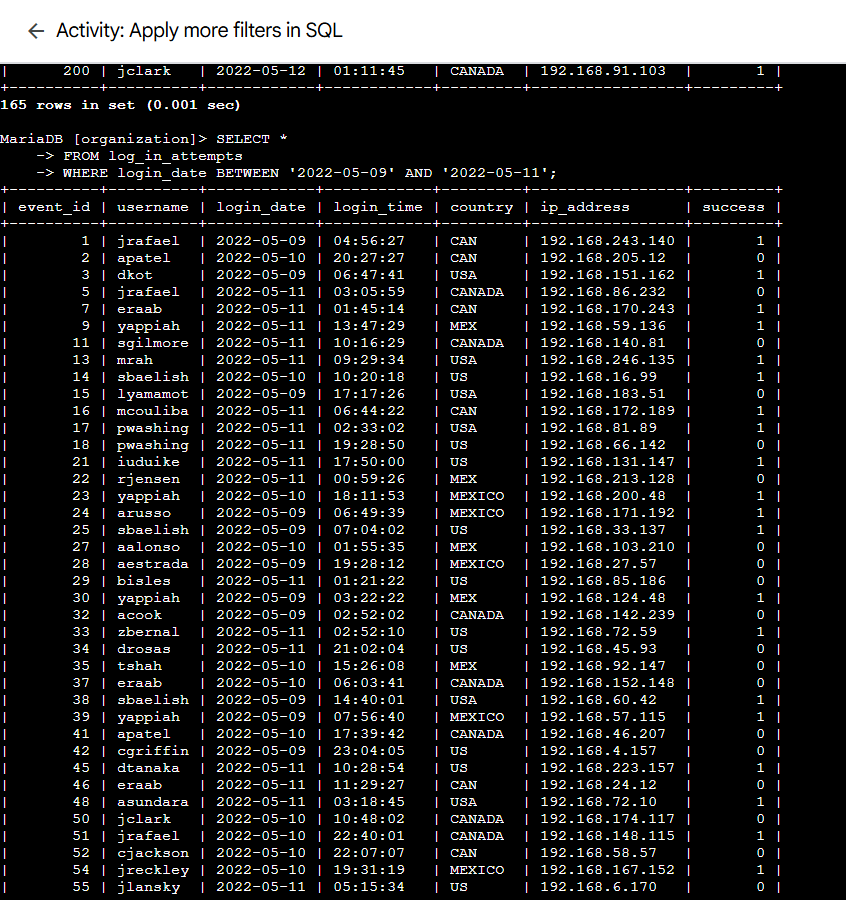 ← Activity: Apply more filters in SQL
|       200 | jclark   | 2022-05-12 | 01:11:45   | CANADA  | 192.168.91.103  |       1 |
+----------+----------+------------+------------+---------+-----------------+---------+
165 rows in set (0.001 sec)
MariaDB [organization]> SELECT *
    -> FROM log_in_attempts
    -> WHERE login_date BETWEEN '2022-05-09' AND '2022-05-11';
+----------+----------+------------+------------+---------+-----------------+---------+
| event_id | username | login_date | login_time | country | ip_address      | success |
+----------+----------+------------+------------+---------+-----------------+---------+
|        1 | jrafael  | 2022-05-09 | 04:56:27   | CAN     | 192.168.243.140 |       1 |
|        2 | apatel   | 2022-05-10 | 20:27:27   | CAN     | 192.168.205.12  |       0 |
|        3 | dkot     | 2022-05-09 | 06:47:41   | USA     | 192.168.151.162 |       1 |
|        5 | jrafael  | 2022-05-11 | 03:05:59   | CANADA  | 192.168.86.232  |       0 |
|        7 | eraab    | 2022-05-11 | 01:45:14   | CAN     | 192.168.170.243 |       1 |
|        9 | yappiah  | 2022-05-11 | 13:47:29   | MEX     | 192.168.59.136  |       1 |
|       11 | sgilmore | 2022-05-11 | 10:16:29   | CANADA  | 192.168.140.81  |       0 |
|       13 | mrah     | 2022-05-11 | 09:29:34   | USA     | 192.168.246.135 |       1 |
|       14 | sbaelish | 2022-05-10 | 10:20:18   | US      | 192.168.16.99   |       1 |
|       15 | lyamamot | 2022-05-09 | 17:17:26   | USA     | 192.168.183.51  |       0 |
|       16 | mcouliba | 2022-05-11 | 06:44:22   | CAN     | 192.168.172.189 |       1 |
|       17 | pwashing | 2022-05-11 | 02:33:02   | USA     | 192.168.81.89   |       1 |
|       18 | pwashing | 2022-05-11 | 19:28:50   | US      | 192.168.66.142  |       0 |
|       21 | iuduike  | 2022-05-11 | 17:50:00   | US      | 192.168.131.147 |       1 |
|       22 | rjensen  | 2022-05-11 | 00:59:26   | MEX     | 192.168.213.128 |       0 |
|       23 | yappiah  | 2022-05-10 | 18:11:53   | MEXICO  | 192.168.200.48  |       1 |
|       24 | arusso   | 2022-05-09 | 06:49:39   | MEXICO  | 192.168.171.192 |       1 |
|       25 | sbaelish | 2022-05-09 | 07:04:02   | US      | 192.168.33.137  |       1 |
|       27 | aalonso  | 2022-05-10 | 01:55:35   | MEX     | 192.168.103.210 |       0 |
|       28 | aestrada | 2022-05-09 | 19:28:12   | MEXICO  | 192.168.27.57   |       0 |
|       29 | bisles   | 2022-05-11 | 01:21:22   | US      | 192.168.85.186  |       0 |
|       30 | yappiah  | 2022-05-09 | 03:22:22   | MEX     | 192.168.124.48  |       1 |
|       32 | acook    | 2022-05-09 | 02:52:02   | CANADA  | 192.168.142.239 |       0 |
|       33 | zbernal  | 2022-05-11 | 02:52:10   | US      | 192.168.72.59   |       1 |
|       34 | drosas   | 2022-05-11 | 21:02:04   | US      | 192.168.45.93   |       0 |
|       35 | tshah    | 2022-05-10 | 15:26:08   | MEX     | 192.168.92.147  |       0 |
|       37 | eraab    | 2022-05-10 | 06:03:41   | CANADA  | 192.168.152.148 |       0 |
|       38 | sbaelish | 2022-05-09 | 14:40:01   | USA     | 192.168.60.42   |       1 |
|       39 | yappiah  | 2022-05-09 | 07:56:40   | MEXICO  | 192.168.57.115  |       1 |
|       41 | apatel   | 2022-05-10 | 17:39:42   | CANADA  | 192.168.46.207  |       0 |
|       42 | cgriffin | 2022-05-09 | 23:04:05   | US      | 192.168.4.157   |       0 |
|       45 | dtanaka  | 2022-05-11 | 10:28:54   | US      | 192.168.223.157 |       1 |
|       46 | eraab    | 2022-05-11 | 11:29:27   | CAN     | 192.168.24.12   |       0 |
|       48 | asundara | 2022-05-11 | 03:18:45   | USA     | 192.168.72.10   |       1 |
|       50 | jclark   | 2022-05-10 | 10:48:02   | CANADA  | 192.168.174.117 |       0 |
|       51 | jrafael  | 2022-05-10 | 22:40:01   | CANADA  | 192.168.148.115 |       1 |
|       52 | cjackson | 2022-05-10 | 22:07:07   | CAN     | 192.168.58.57   |       0 |
|       54 | jreckley | 2022-05-10 | 19:31:19   | MEXICO  | 192.168.167.152 |       1 |
|       55 | jlansky  | 2022-05-11 | 05:15:34   | US      | 192.168.6.170   |       0 |